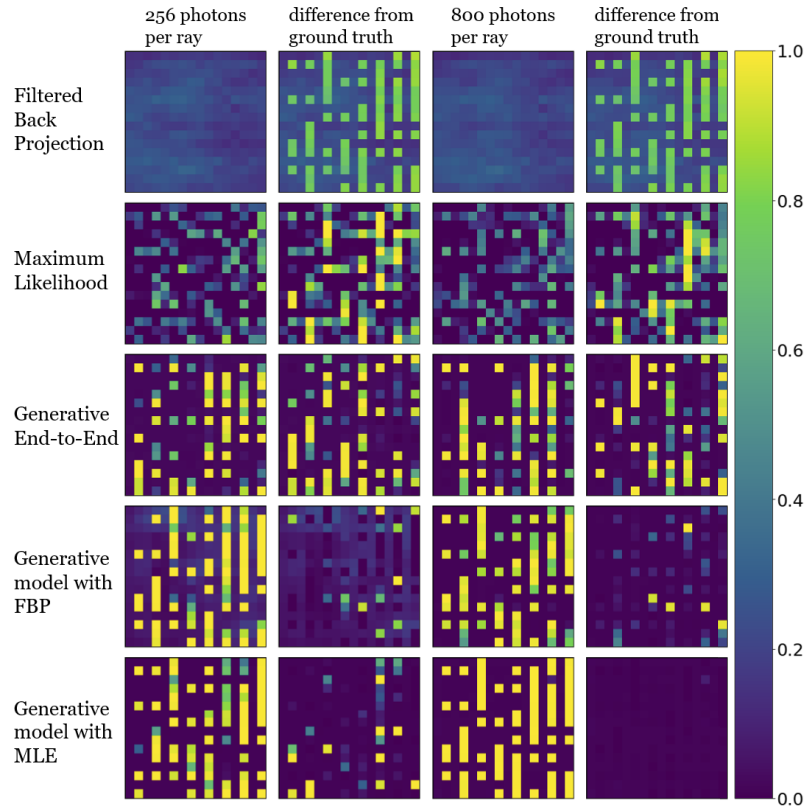 256 photons
per ray
difference from
ground truth
800 photons
per ray
difference from
ground truth
Filtered
Back
Projection
Maximum
Likelihood
Generative
End-to-End
Generative
model with
FBP
Generative
model with
MLE
1.0
0.8
0.6
0.4
0.2
0.0